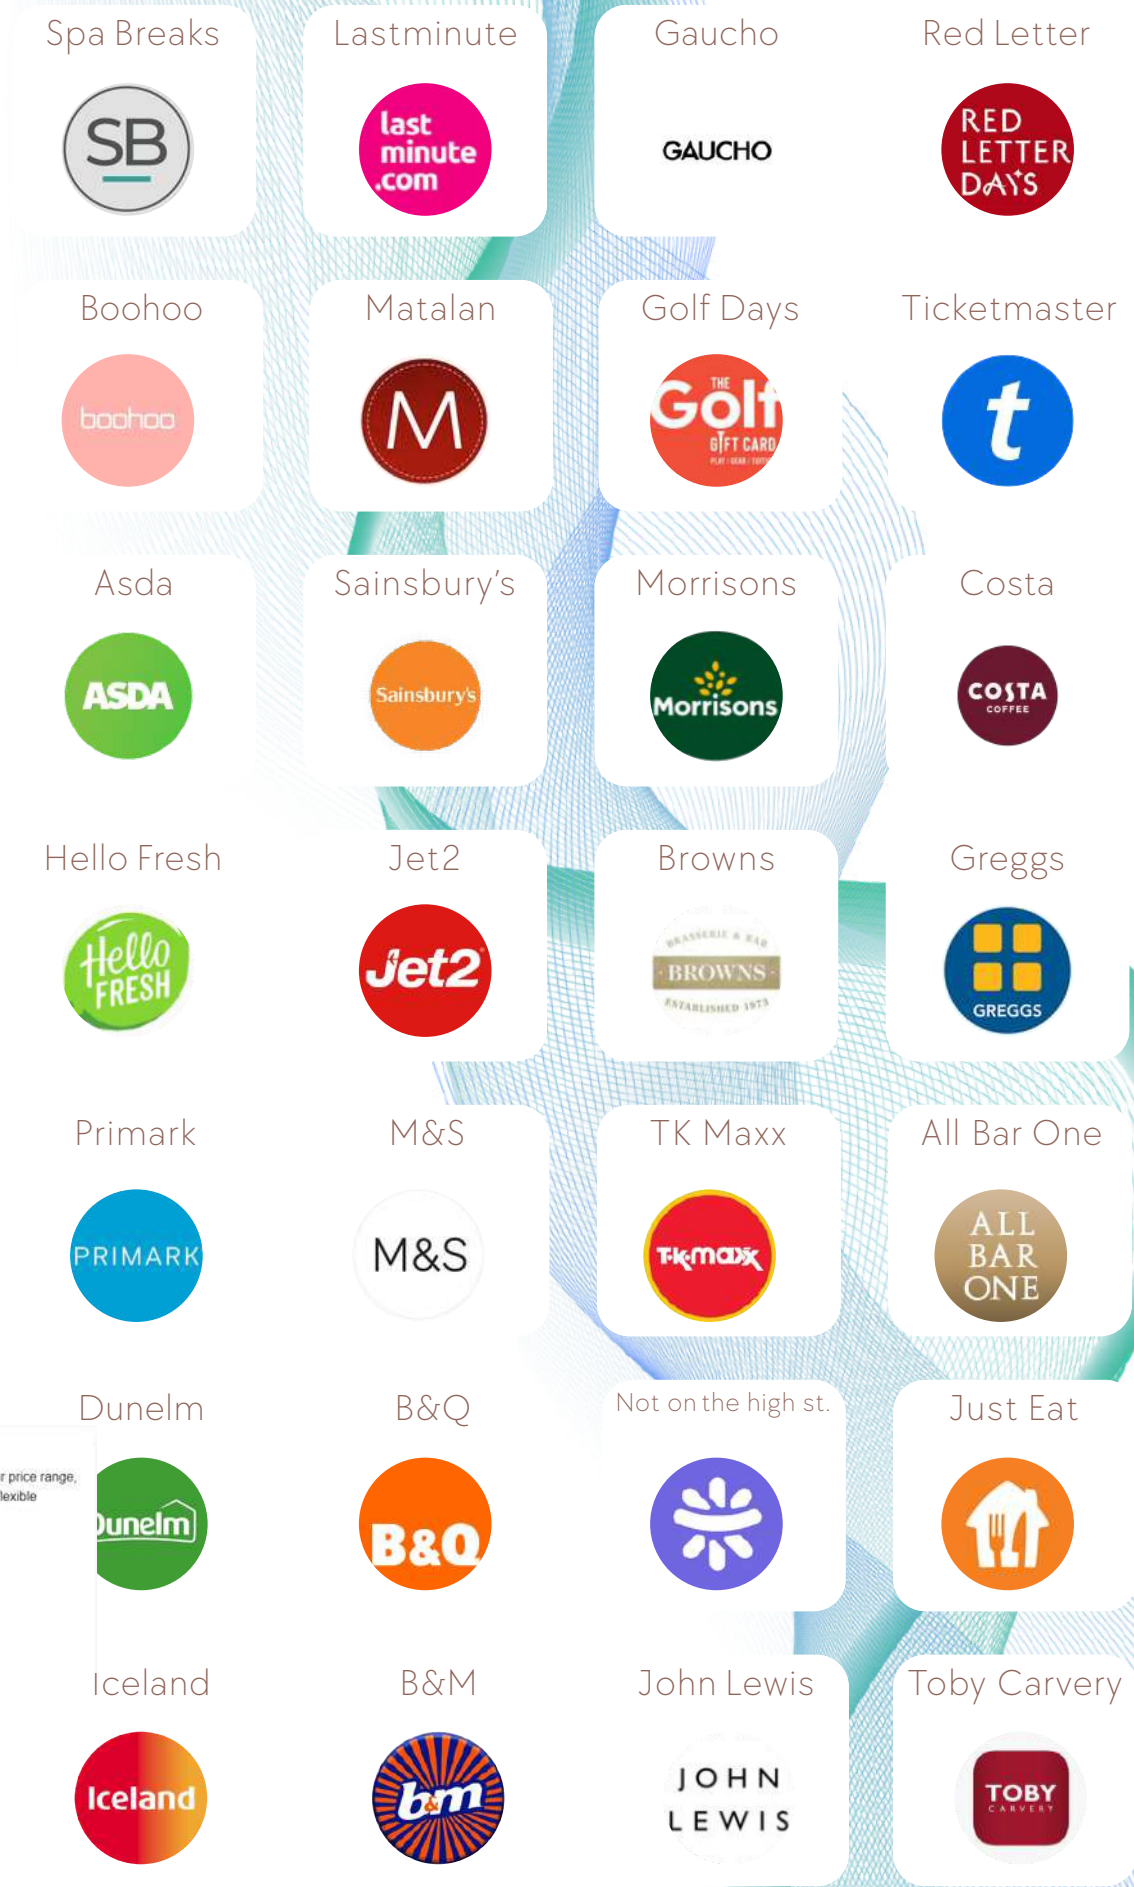 Spa Breaks
Lastminute
Gaucho
Red Letter
SB
last
minute
.com
GAUCHO
RED
LETTER
DAYS
Boohoo
Matalan
Golf Days
Ticketmaster
boohoo
M
THE
Golf
GIFT CARD
t
Asda
Sainsbury's
Morrisons
Costa
ASDA
Sainsbury's
Morrisons
COSTA
COFFEE
Hello Fresh
Jet2
Browns
Greggs
Hello
FRESH
Jet2
BRASSERIE & BAR
BROWNS
ESTABLISHED 1973
GREGGS
Primark
M&S
TK Maxx
All Bar One
PRIMARK
M&S
TK maxx
ALL
BAR
ONE
Dunelm
B&Q
Not on the high st.
Just Eat
r price range,
lexible
Dunelm
B&Q
Iceland
B&M
John Lewis
Toby Carvery
Iceland
b&m
JOHN
LEWIS
TOBY
CARVERY